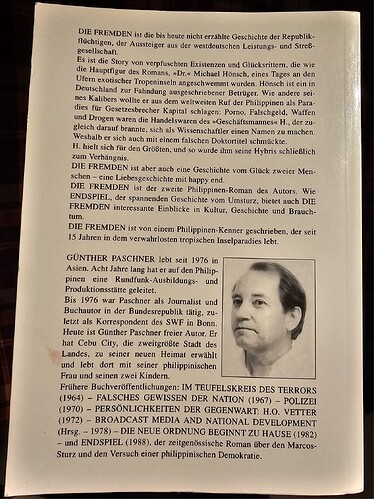 DIE FREMDEN ist die bis heute nicht erzählte Geschichte der Republik-
flüchtigen, der Aussteiger aus der westdeutschen Leistungs- und Streß-
gesellschaft.
Es ist die Story von verpfuschten Existenzen und Glücksrittern, die wie
die Hauptfigur des Romans, »Dr.« Michael Hönsch, eines Tages an den
Ufern exotischer Tropeninseln angeschwemmt wurden. Hönsch ist ein in
Deutschland zur Fahndung ausgeschriebener Betrüger. Wie andere sei-
nes Kalibers wollte er aus dem weltweiten Ruf der Philippinen als Para-
dies für Gesetzesbrecher Kapital schlagen: Porno, Falschgeld, Waffen
und Drogen waren die Handelswaren des »Geschäftsmannes« H., der zu-
gleich darauf brannte, sich als Wissenschaftler einen Namen zu machen.
Weshalb er sich auch mit einem falschen Doktortitel schmückte.
H. hielt sich für den Größten, und so wurde ihm seine Hybris schließlich
zum Verhängnis.
DIE FREMDEN ist aber auch eine Geschichte vom Glück zweier Men-
schen – eine Liebesgeschichte mit happy end.
DIE FREMDEN ist der zweite Philippinen-Roman des Autors. Wie
ENDSPIEL, der spannenden Geschichte vom Umsturz, bietet auch DIE
FREMDEN interessante Einblicke in Kultur, Geschichte und Brauch-
tum.
DIE FREMDEN ist von einem Philippinen-Kenner geschrieben, der seit
15 Jahren in dem verwahrlosten tropischen Inselparadies lebt.
GÜNTHER PASCHNER lebt seit 1976 in
Asien. Acht Jahre lang hat er auf den Philip-
pinen eine Rundfunk-Ausbildungs- und
Produktionsstätte geleitet.
Bis 1976 war Paschner als Journalist und
Buchautor in der Bundesrepublik tätig, zu-
letzt als Korrespondent des SWF in Bonn.
Heute ist Günther Paschner freier Autor. Er
hat Cebu City, die zweitgrößte Stadt des
Landes, zu seiner neuen Heimat erwählt
und lebt dort mit seiner philippinischen
Frau und seinen zwei Kindern.
Frühere Buchveröffentlichungen: IM TEUFELSKREIS DES TERRORS
(1964) – FALSCHES GEWISSEN DER NATION (1967) – POLIZEI
(1970) – PERSÖNLICHKEITEN DER GEGENWART: H.O. VETTER
(1972) – BROADCAST MEDIA AND NATIONAL DEVELOPMENT
(Hrsg. – 1978) – DIE NEUE ORDNUNG BEGINNT ZU HAUSE (1982)
– und ENDSPIEL (1988), der zeitgenössische Roman über den Marcos-
Sturz und den Versuch einer philippinischen Demokratie.